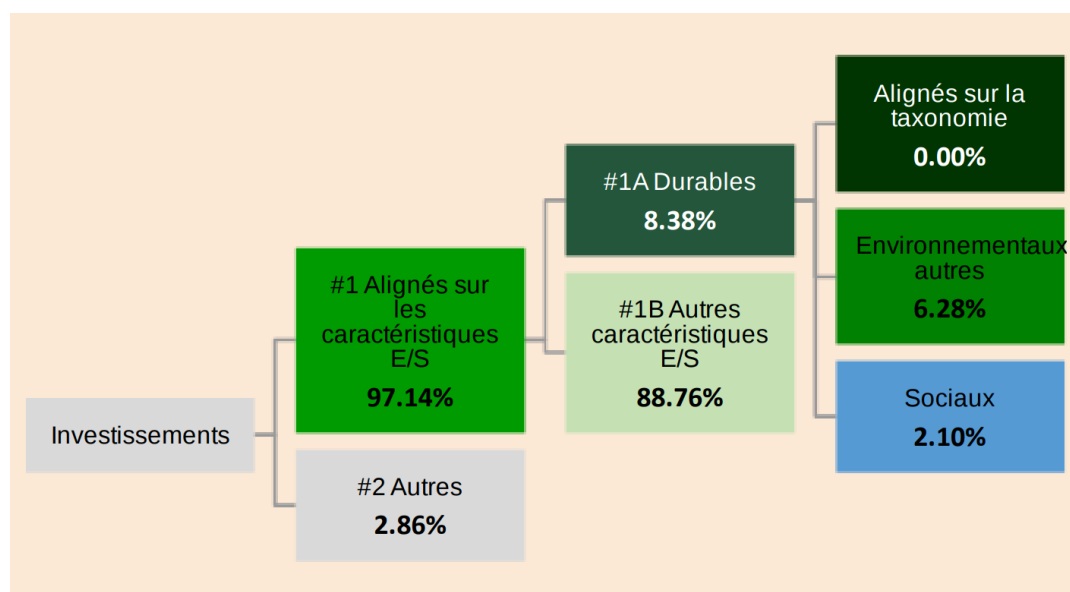 Investissements
#1 Alignés sur
les
caractéristiques
E/S
97.14%
#2 Autres
2.86%
#1A Durables
8.38%
#1B Autres
caractéristiques
E/S
88.76%
Alignés sur la
taxonomie
0.00%
Environnementaux
autres
6.28%
Sociaux
2.10%